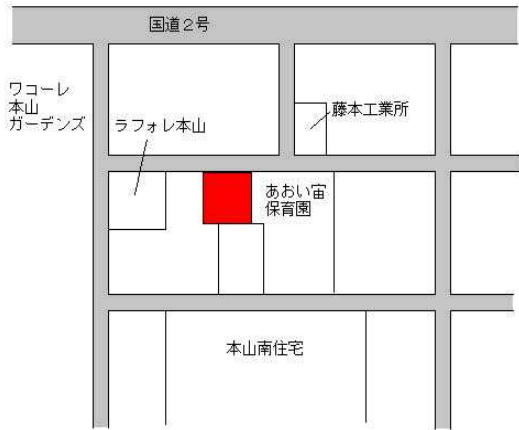 国道２号
ワコーレ
本山
ガーデンズ
ラフォレ本山
藤本工業所
あおい宙
保育園
本山南住宅